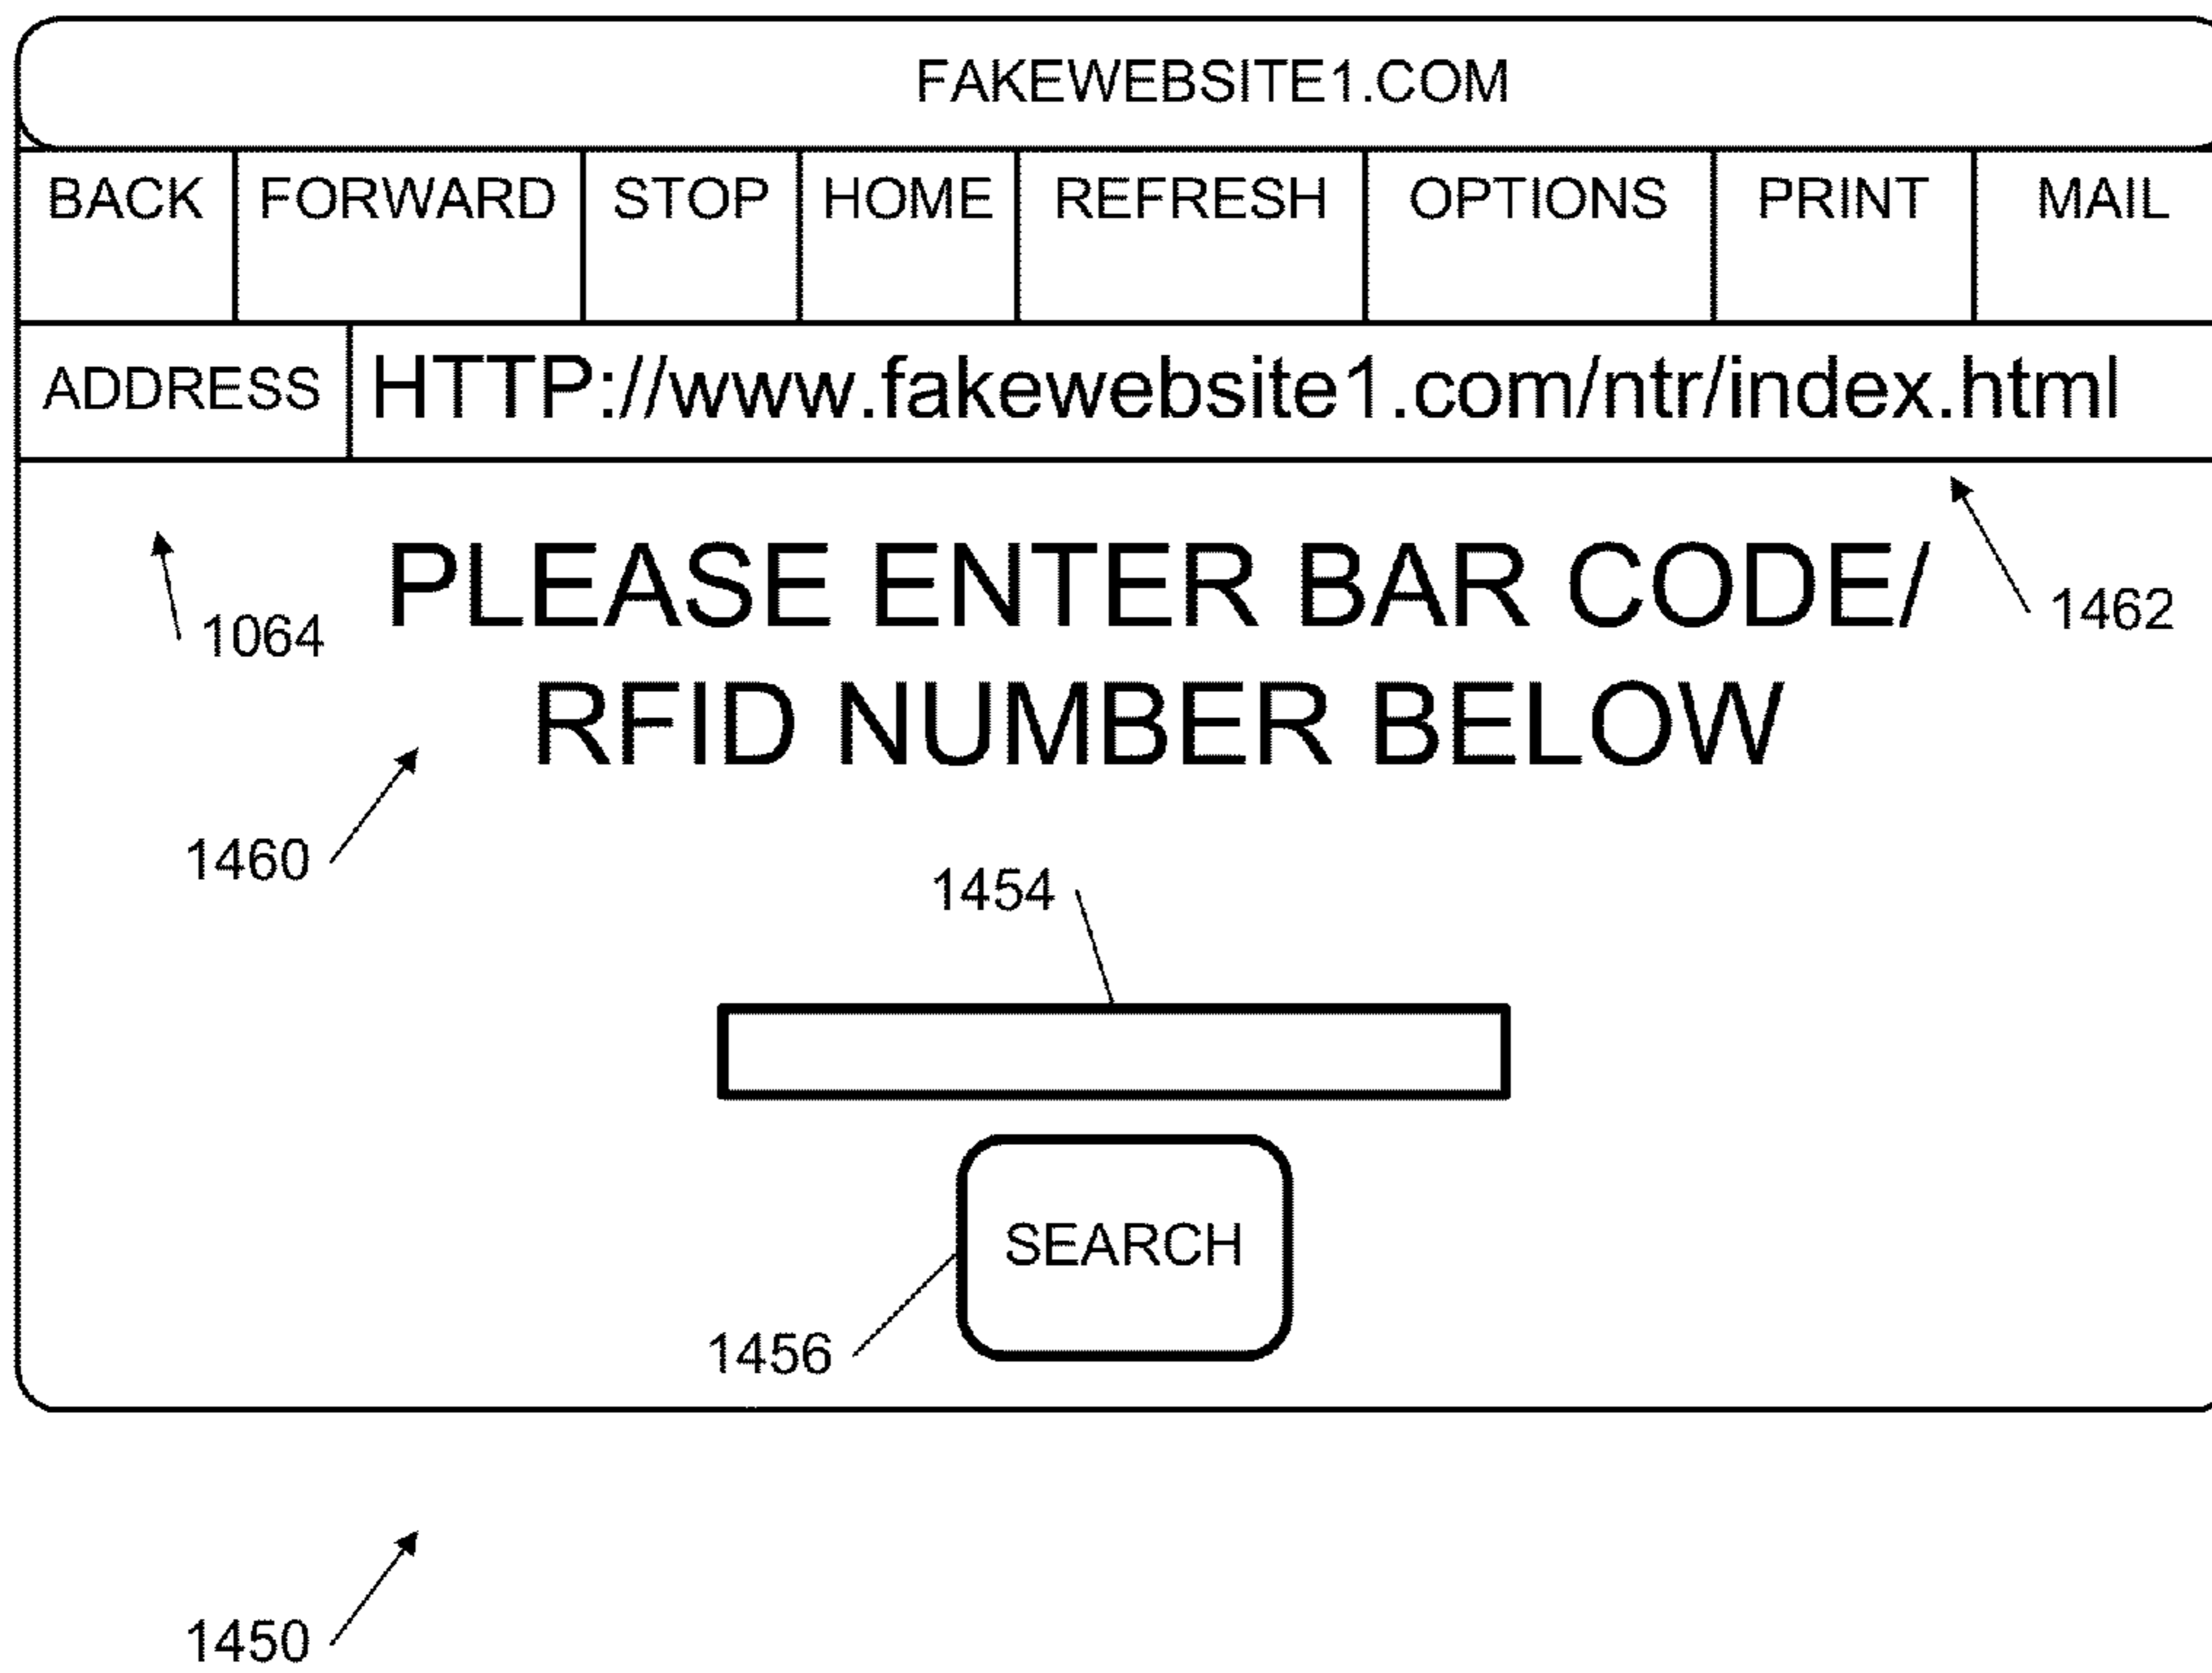 FAKEWEBSITE1.COM
BACK FORWARD STOP HOME REFRESH OPTIONS PRINT MAIL
ADDRESS HTTP://www.fakewebsite1.com/ntr/index.html
PLEASE ENTER BAR CODE/
1064 1462
RFID NUMBER BELOW
1460
1454
SEARCH
1456
1450